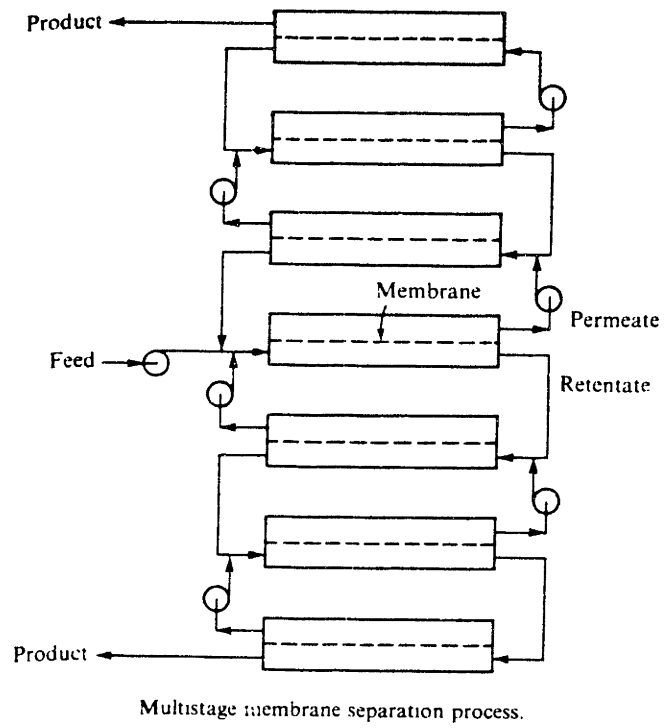 Product
Membrane
Permeate
Feed
Retentate
Product
Multistage membrane separation process.